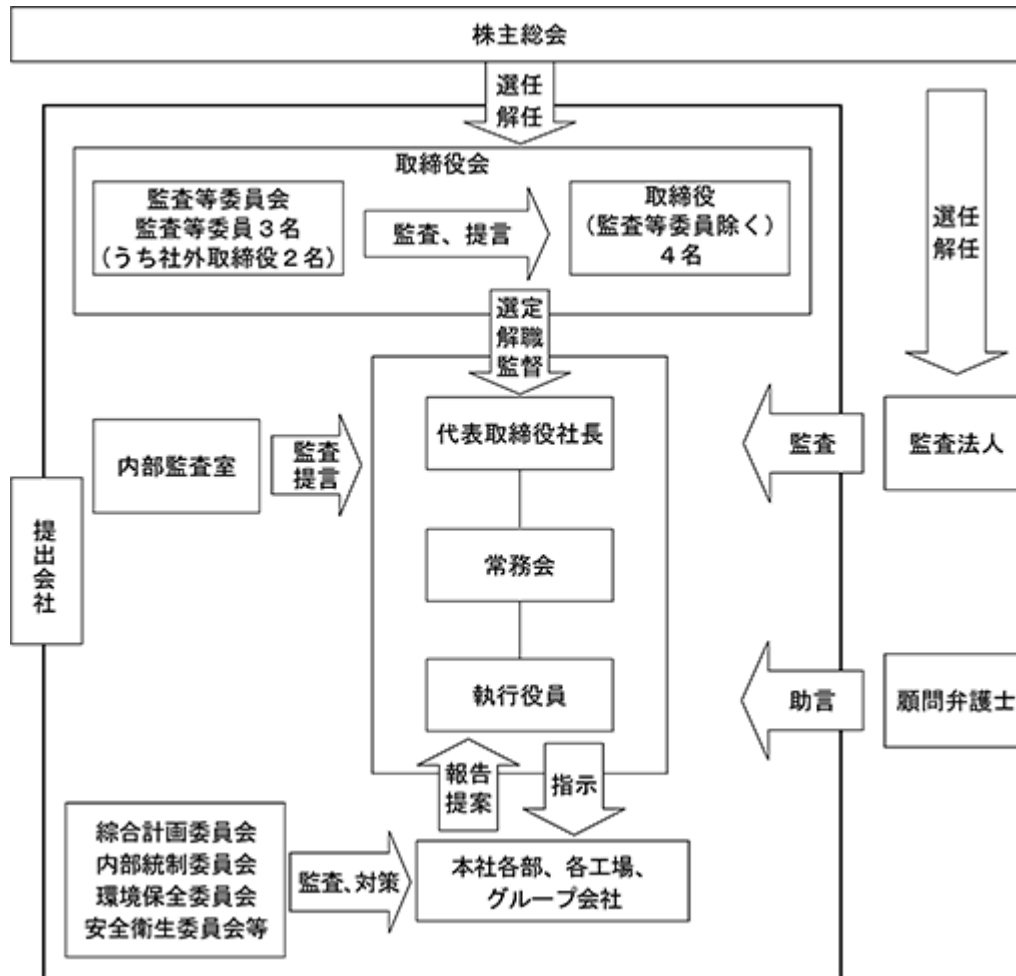 株主総会
選任
解任
取締役会
監査等委員会
監査等委員３名
(うち社外取締役２名)
監査、提言
取締役
(監査等委員除く)
４名
選任
解任
選定
解職
監督
代表取締役社長
内部監査室
監査
提言
監査
監査法人
提出会社
常務会
執行役員
助言
顧問弁護士
報告
提案
指示
綜合計画委員会
内部統制委員会
環境保全委員会
安全衛生委員会等
監査、対策
本社各部、各工場、
グループ会社